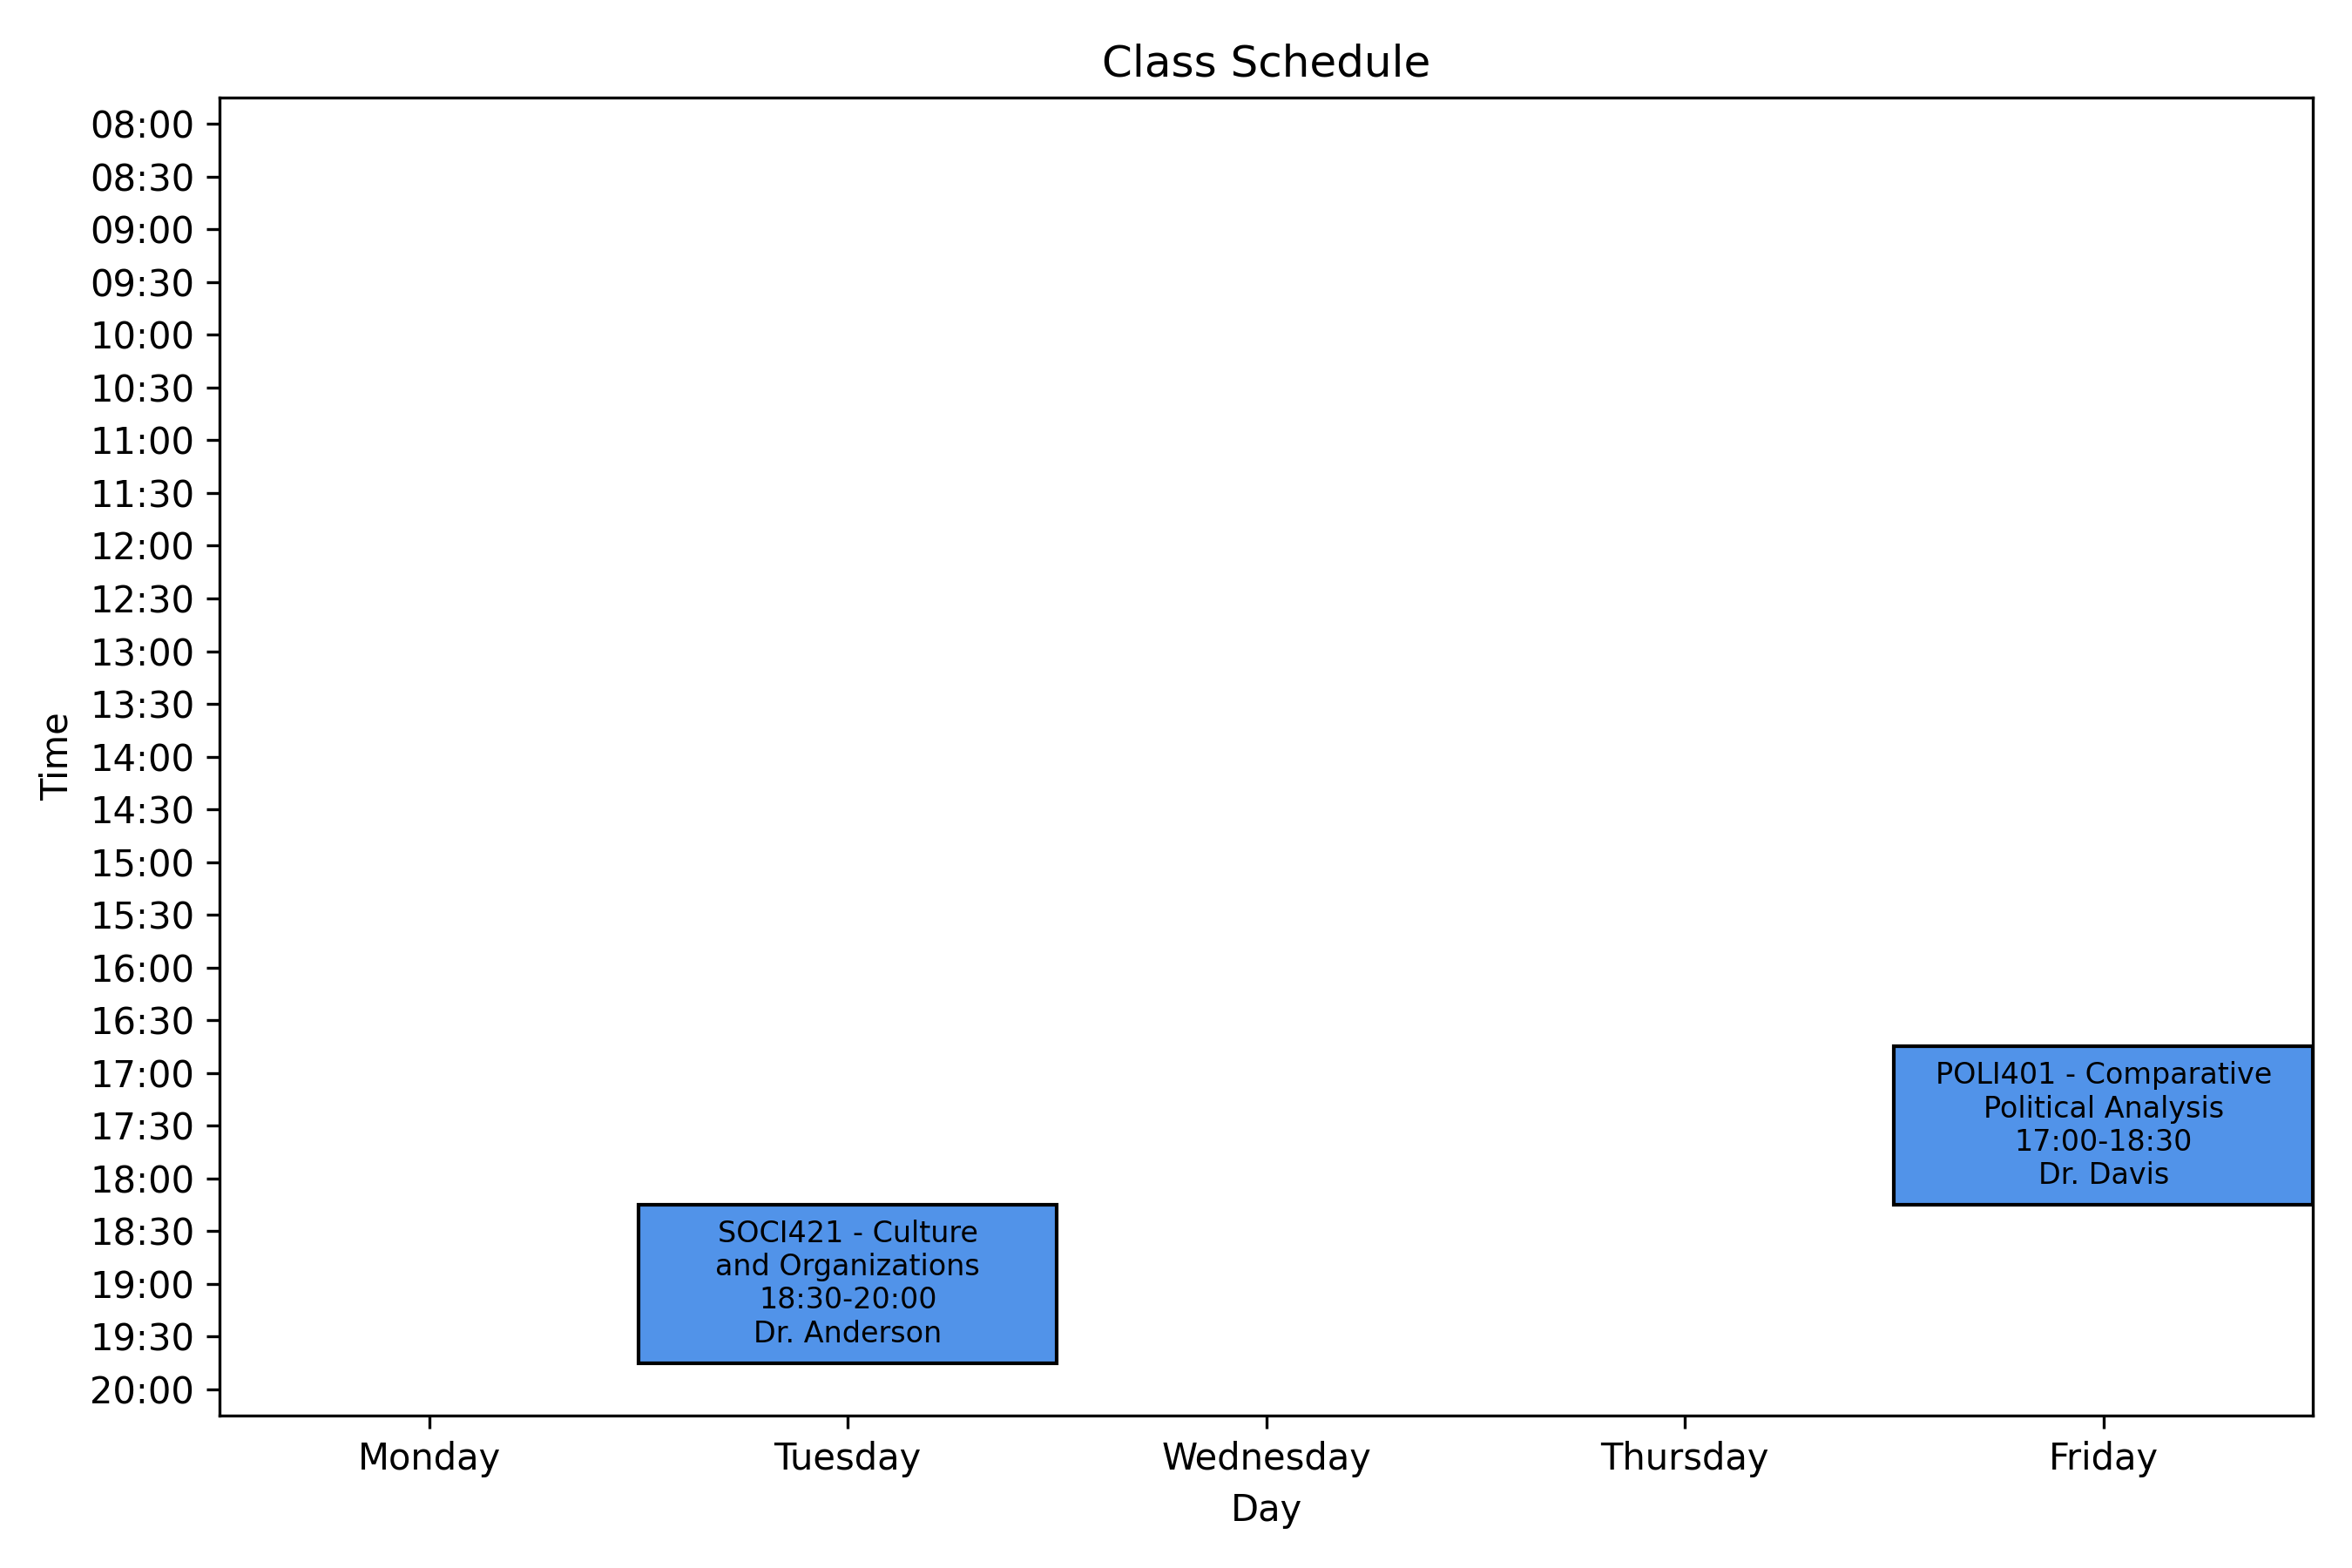 Class Schedule
Time
08:00
08:30
09:00
09:30
10:00
10:30
11:00
11:30
12:00
12:30
13:00
13:30
14:00
14:30
15:00
15:30
16:00
16:30
17:00
17:30
18:00
18:30
19:00
19:30
20:00
POLI401 - Comparative
Political Analysis
17:00-18:30
Dr. Davis
SOCI421 - Culture
and Organizations
18:30-20:00
Dr. Anderson
Monday
Tuesday
Wednesday
Thursday
Friday
Day